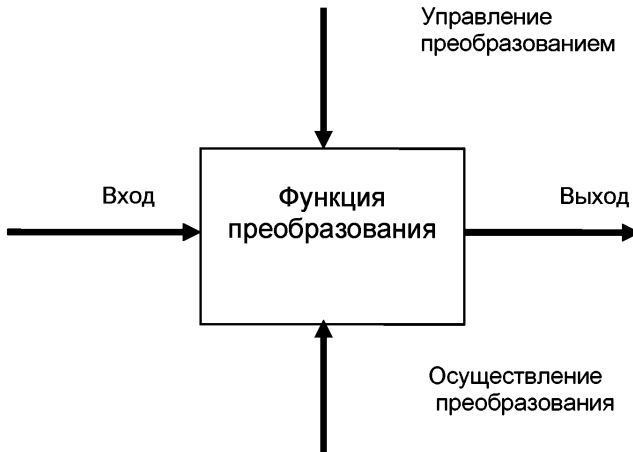 Управление
преобразованием
Вход
Функция
преобразования
Выход
Осуществление
преобразования